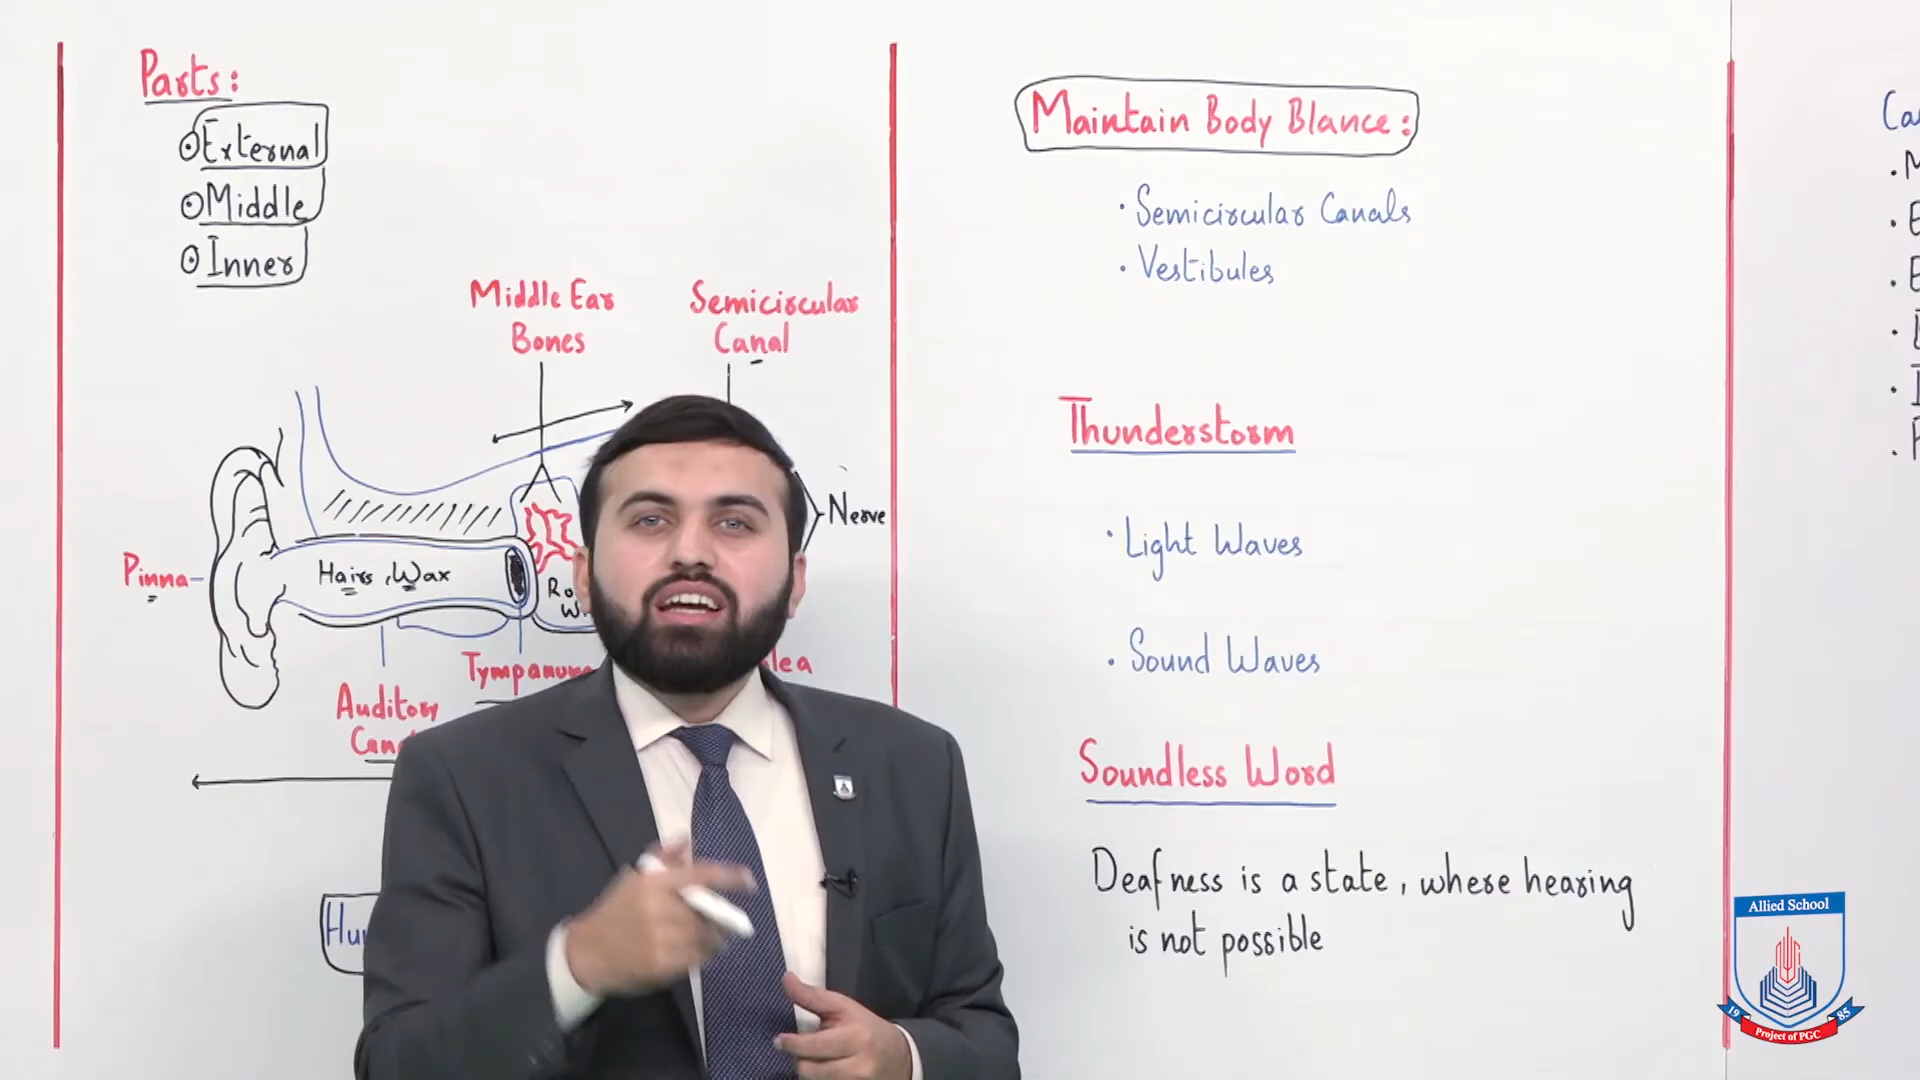 Parts:
External
Middle
Inner
Middle Ear
Bones
Semicircular
Canal
Nerve
Pinna
Hairs, Wax
Tympanum
Auditory
Maintain Body Blance:
Semicircular Canals
Vestibules
Thunderstorm
Light Waves
Sound Waves
Soundless Word
Deafness is a state, where hearing
is not possible
Allied School
19 85
Project of PGC